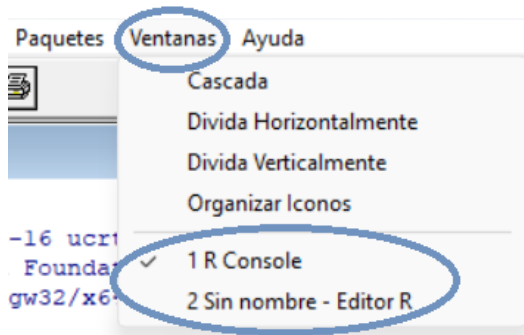 Paquetes Ventanas Ayuda
Cascada
Divida Horizontalmente
Divida Verticalmente
Organizar Iconos
-16 ucrt
Founda
✓ 1 R Console
gw32/x6
2 Sin nombre - Editor R